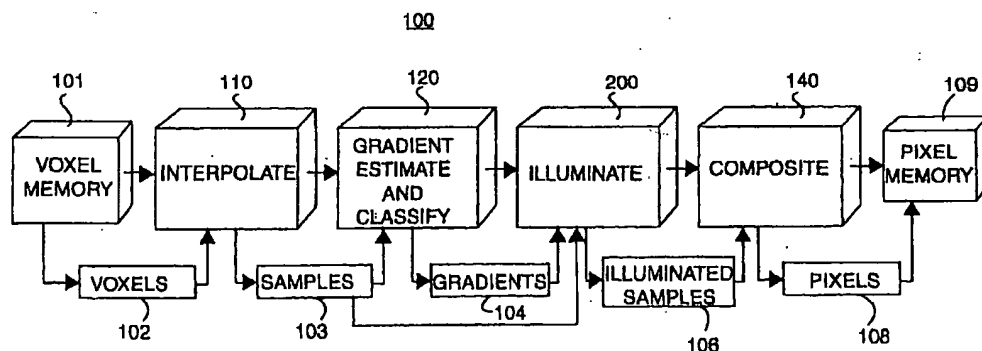 100
101
110
120
200
140
109
VOXEL
MEMORY
INTERPOLATE
GRADIENT
ESTIMATE
AND
CLASSIFY
ILLUMINATE
COMPOSITE
PIXEL
MEMORY
VOXELS
SAMPLES
GRADIENTS
ILLUMINATED
SAMPLES
PIXELS
102
103
104
106
108